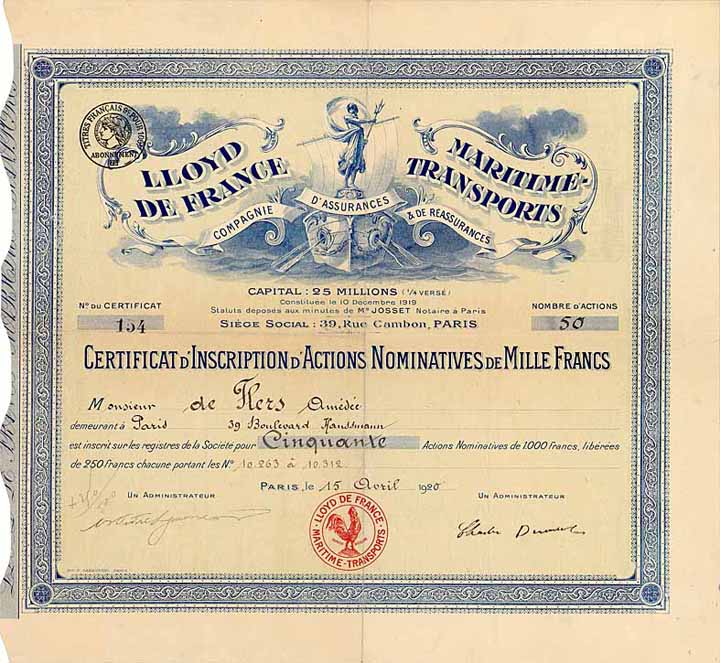 TITRES FRANÇAIS
ABONNEMENT
LLOYD
DE FRANCE
MARITIME-
TRANSPORTS
COMPAGNIE D'ASSURANCES & DE RÉASSURANCES
CAPITAL : 25 MILLIONS (1/4 VERSÉ)
Constituée le 10 Décembre 1919
Statuts déposés aux minutes de Me JOSSET Notaire à Paris
SIÈGE SOCIAL : 39, Rue Cambon, PARIS
No DU CERTIFICAT
154
NOMBRE D'ACTIONS
50
CERTIFICAT D'INSCRIPTION D'ACTIONS NOMINATIVES DE MILLE FRANCS
Monsieur de Flers Amédée
demeurant à Paris 39 Boulevard Haussmann
est inscrit sur les registres de la Société pour Cinquante Actions Nominatives de 1.000 francs, libérées
de 250 francs chacune portant les Nos 10.263 à 10.312
PARIS, le 15 Avril 1920
UN ADMINISTRATEUR
UN ADMINISTRATEUR
LLOYD DE FRANCE
MARITIME-TRANSPORTS